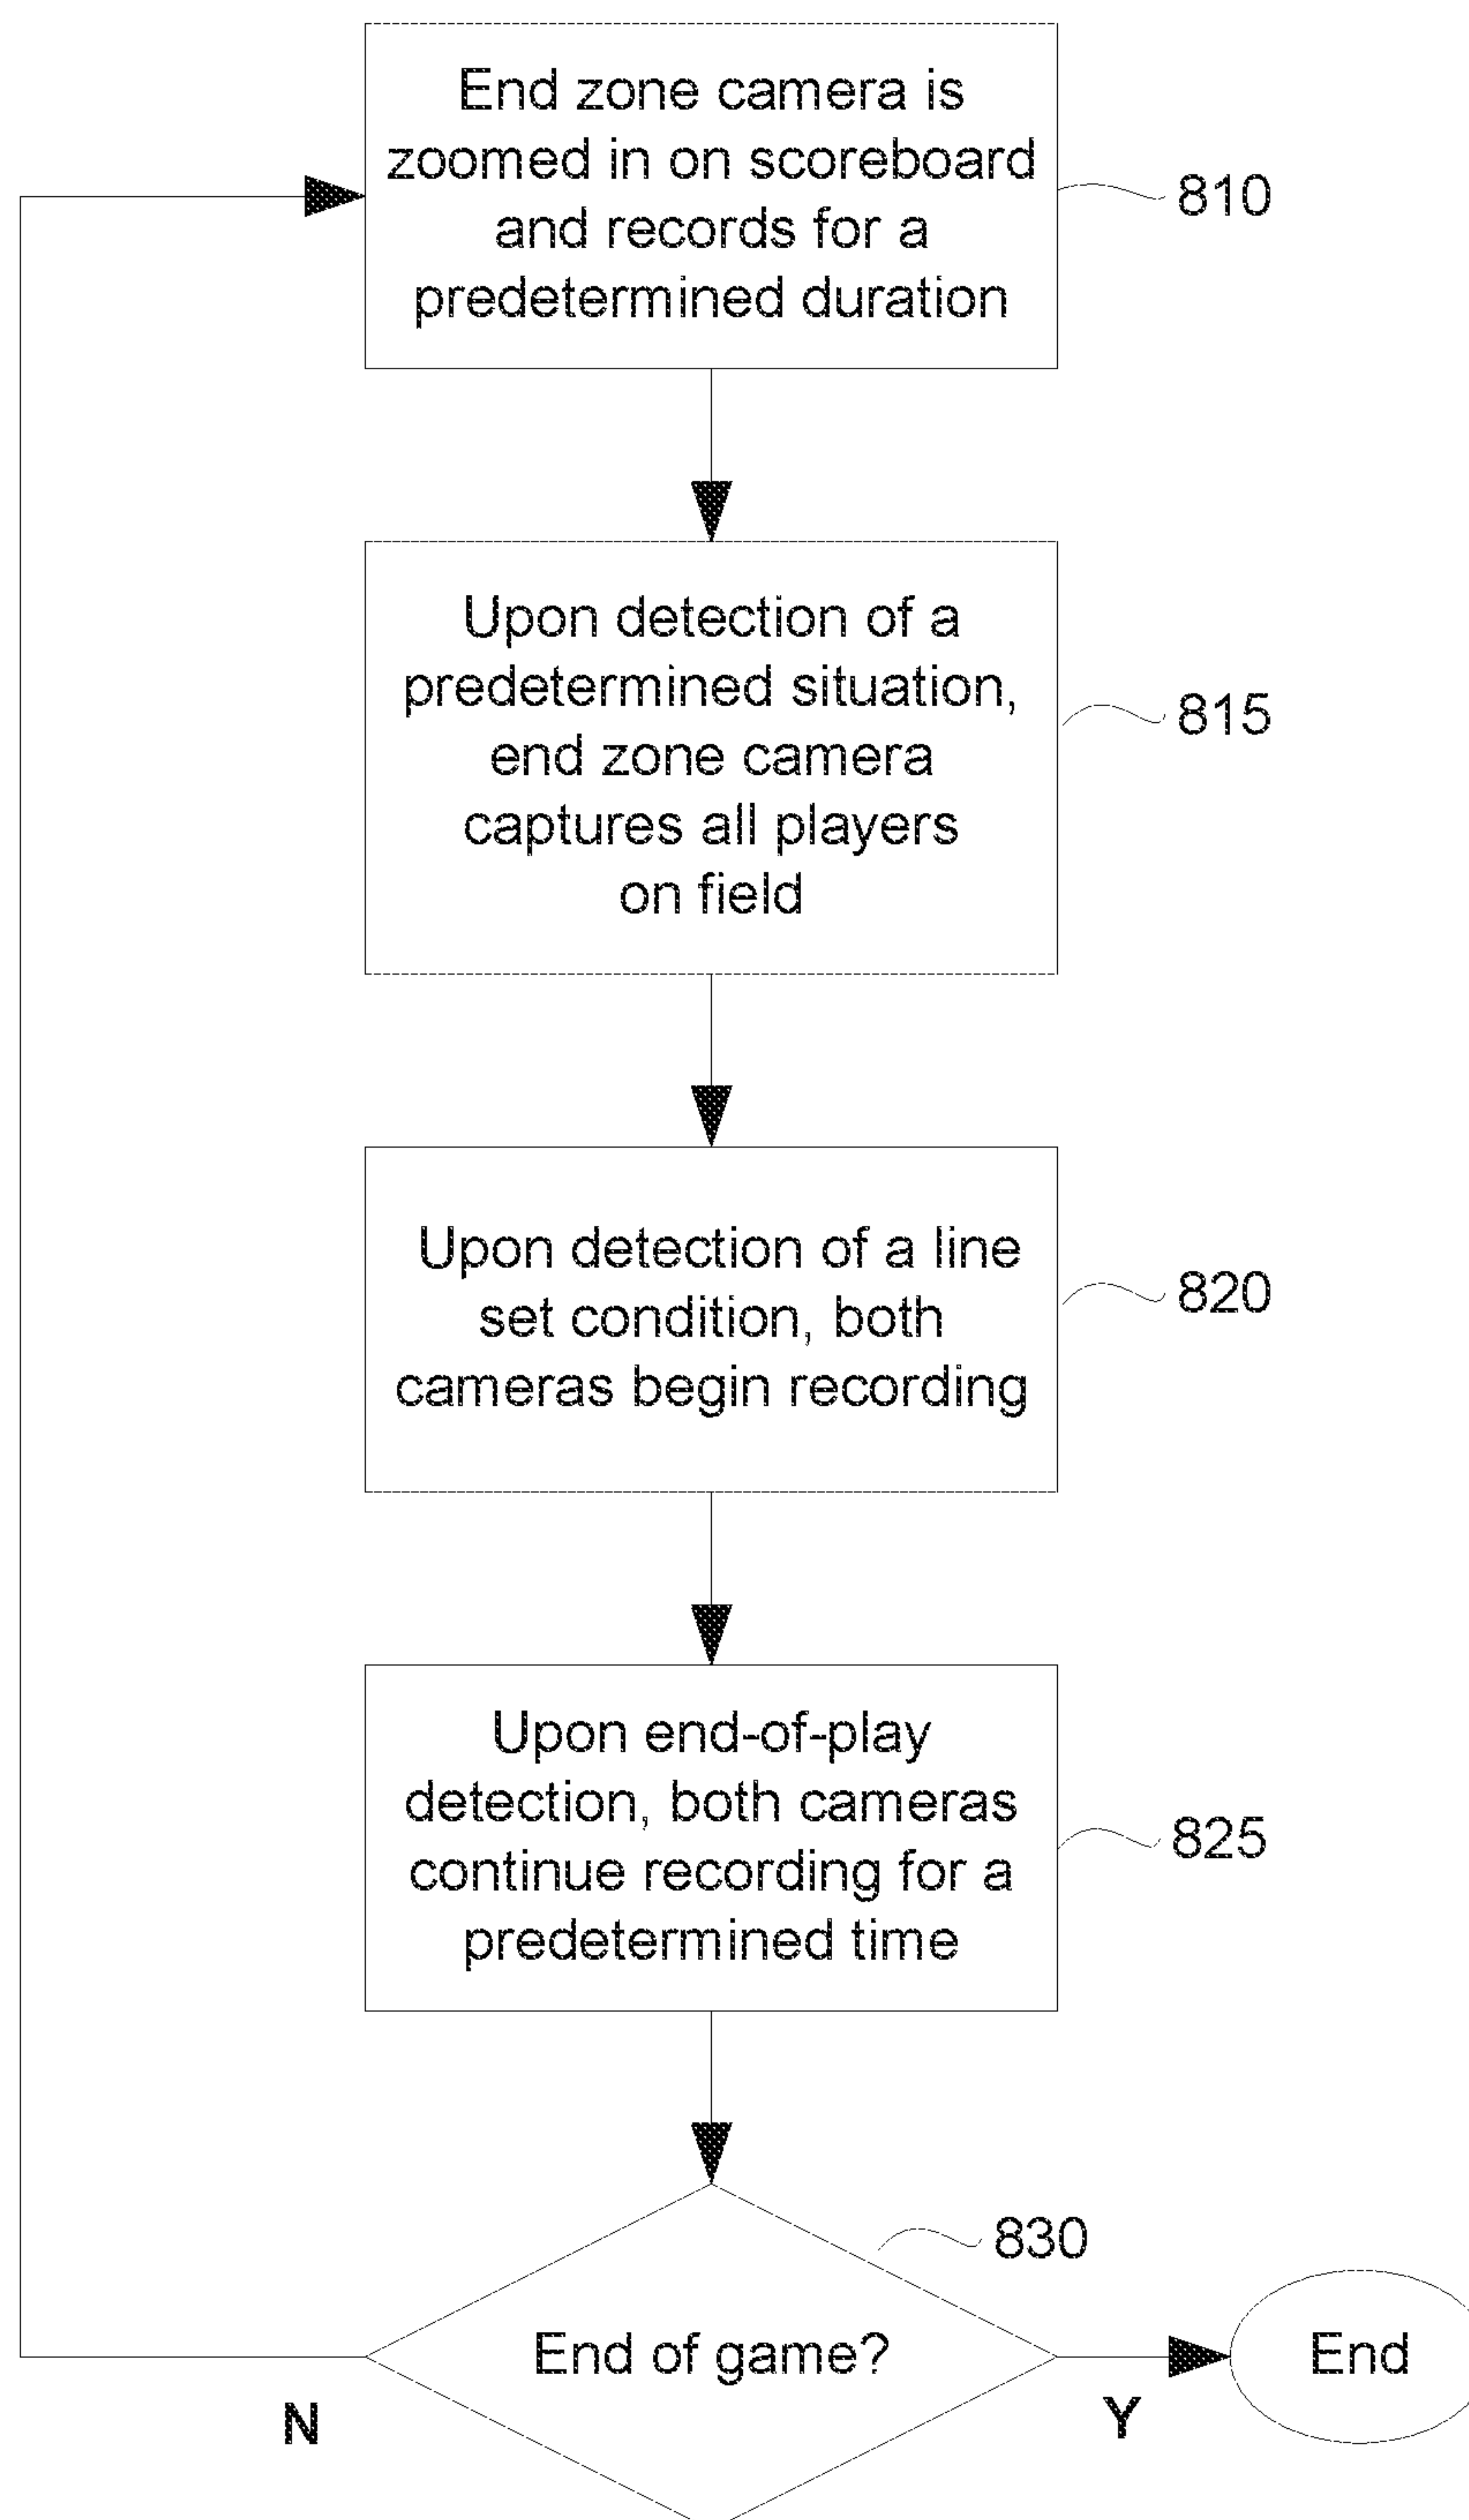 End zone camera is
zoomed in on scoreboard
and records for a
predetermined duration
810
Upon detection of a
predetermined situation,
end zone camera
captures all players
on field
815
Upon detection of a line
set condition, both
cameras begin recording
820
Upon end-of-play
detection, both cameras
continue recording for a
predetermined time
825
830
End of game?
End
N
Y